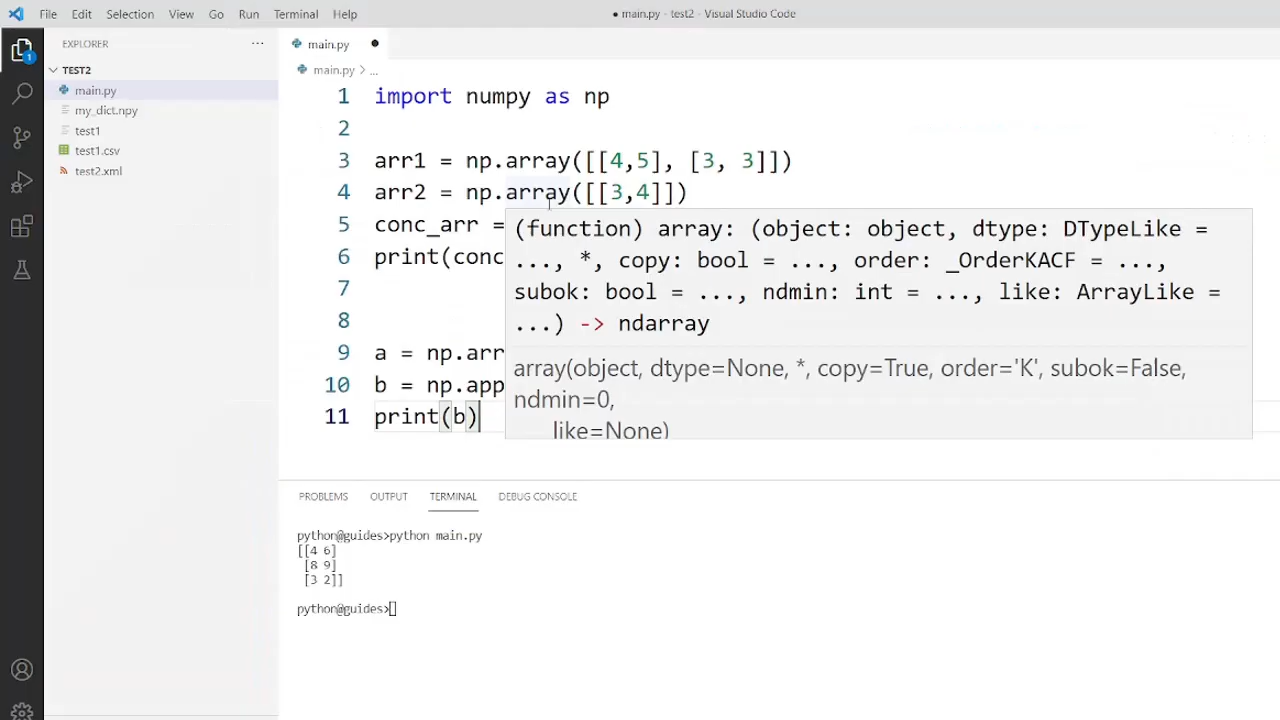 File Edit Selection View Go Run Terminal Help
● main.py - test2 - Visual Studio Code
EXPLORER ...
main.py ●
TEST2
main.py
my_dict.npy
test1
test1.csv
test2.xml
1
main.py > ...
1 import numpy as np
2
3 arr1 = np.array([[4,5], [3, 3]])
4 arr2 = np.array([[3,4]])
5 conc_arr =
6 print(conc
7
8
9 a = np.arr
10 b = np.app
11 print(b)
(function) array: (object: object, dtype: DTypeLike =
..., *, copy: bool = ..., order: _OrderKACF = ...,
subok: bool = ..., ndmin: int = ..., like: ArrayLike =
...) -> ndarray
array(object, dtype=None, *, copy=True, order='K', subok=False,
ndmin=0,
like=None)
PROBLEMS OUTPUT TERMINAL DEBUG CONSOLE
python@guides>python main.py
[[4 6]
[8 9]
[3 2]]
python@guides>